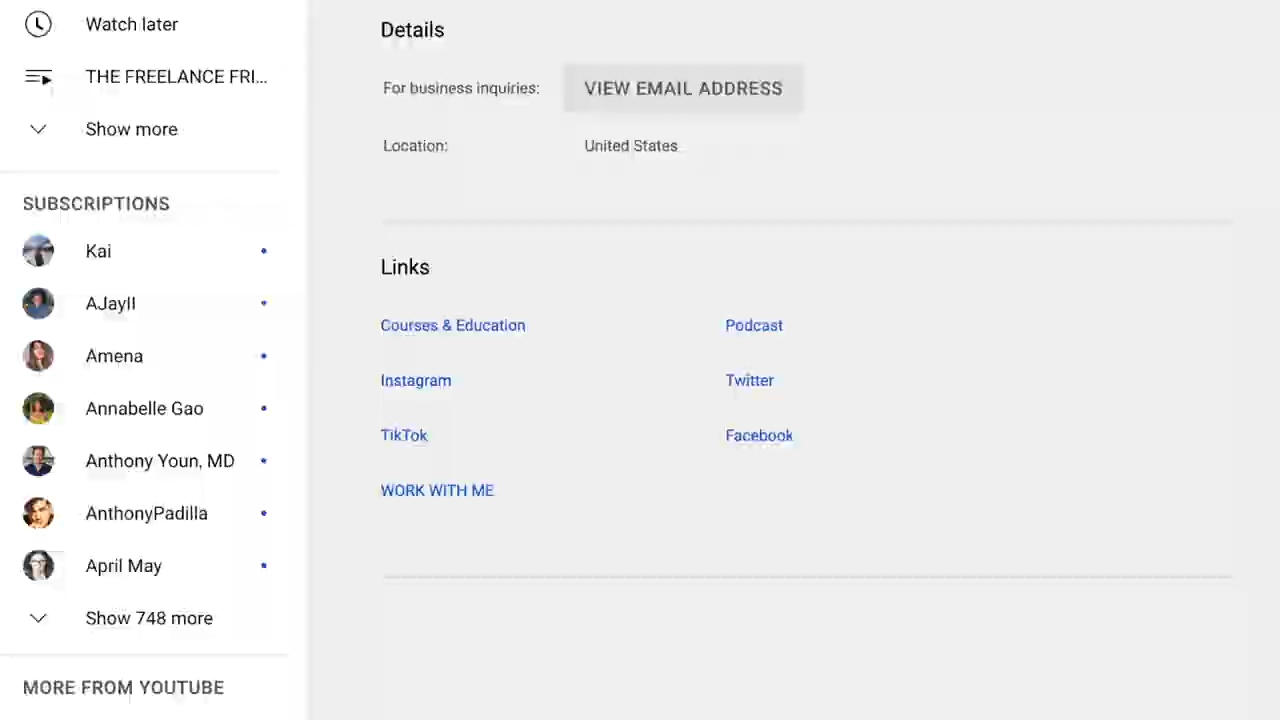 Watch later
THE FREELANCE FRI...
Show more
SUBSCRIPTIONS
Kai
AJayII
Amena
Annabelle Gao
Anthony Youn, MD
AnthonyPadilla
April May
Show 748 more
MORE FROM YOUTUBE
Details
For business inquiries: VIEW EMAIL ADDRESS
Location: United States
Links
Courses & Education Podcast
Instagram Twitter
TikTok Facebook
WORK WITH ME